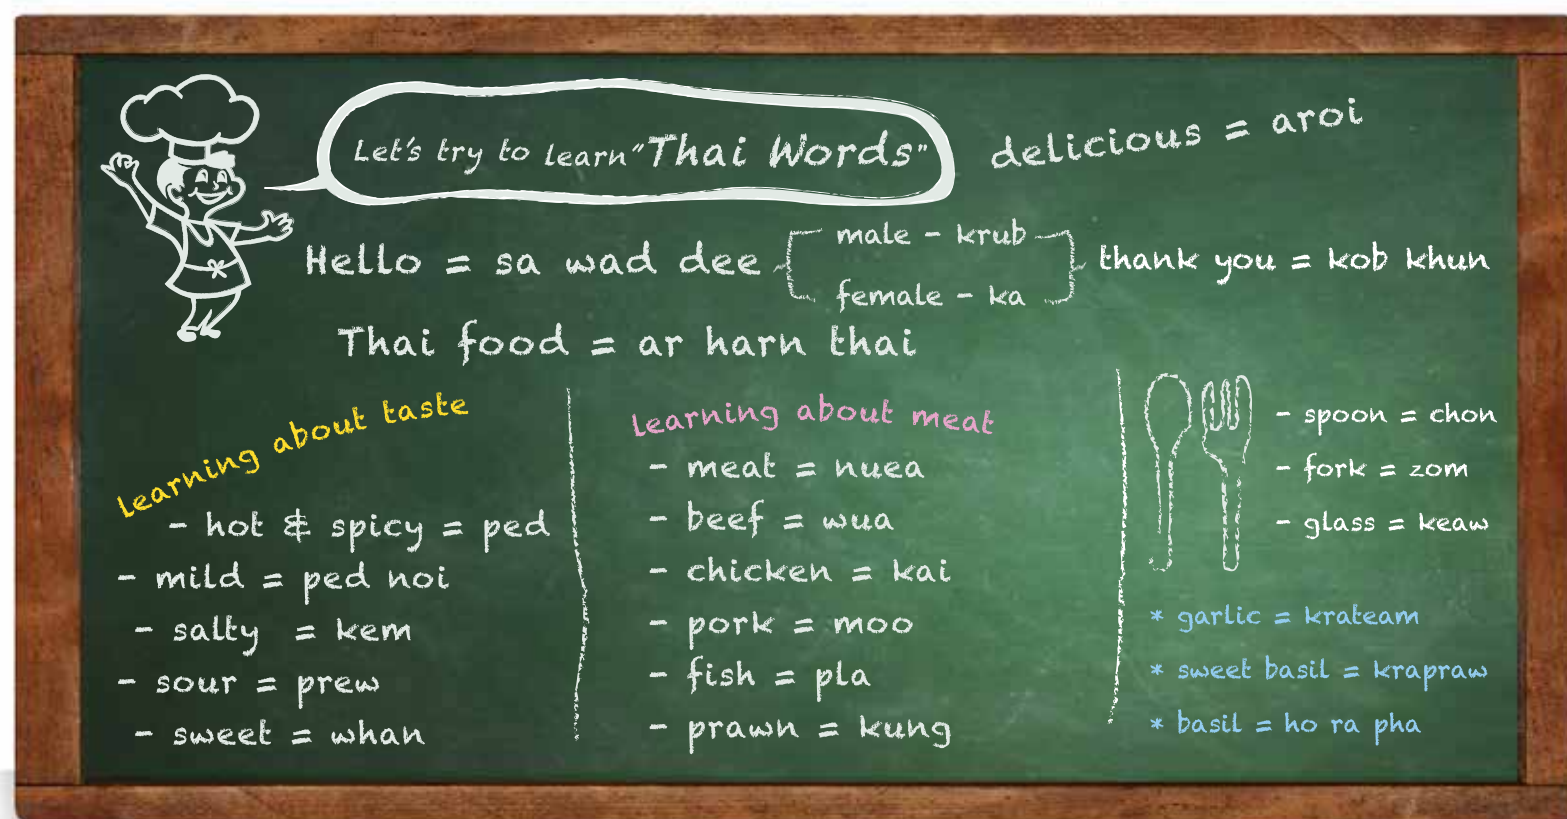 Let's try to learn "Thai Words"
delicious = aroi
Hello = sa wad dee
male - krub
female - ka
thank you = kob khun
Thai food = ar harn thai
learning about taste
- hot & spicy = ped
- mild = ped noi
- salty = kem
- sour = prew
- sweet = whan
learning about meat
- meat = nuea
- beef = wua
- chicken = kai
- pork = moo
- fish = pla
- prawn = kung
- spoon = chon
- fork = zom
- glass = keaw
* garlic = krateam
* sweet basil = krapraw
* basil = ho ra pha